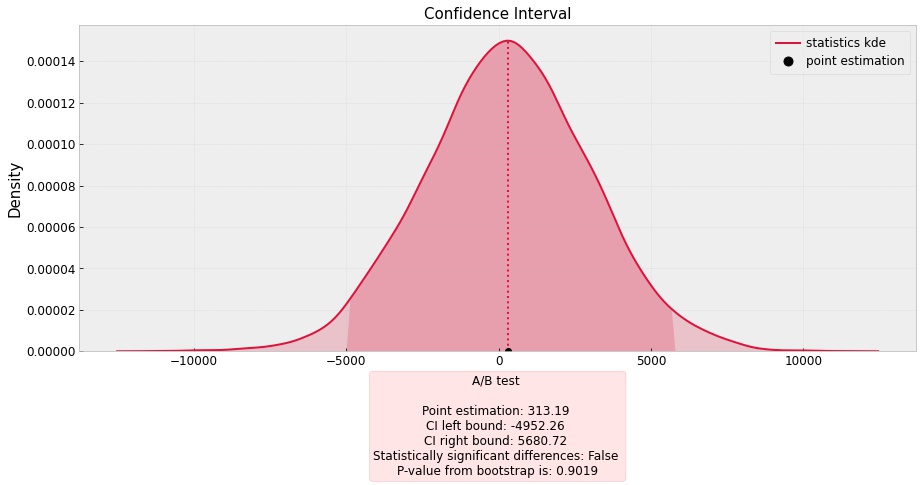 Confidence Interval
statistics kde
point estimation
Density
0.00014
0.00012
0.00010
0.00008
0.00006
0.00004
0.00002
0.00000
−10000
−5000
0
5000
10000
A/B test
Point estimation: 313.19
CI left bound: -4952.26
CI right bound: 5680.72
Statistically significant differences: False
P-value from bootstrap is: 0.9019